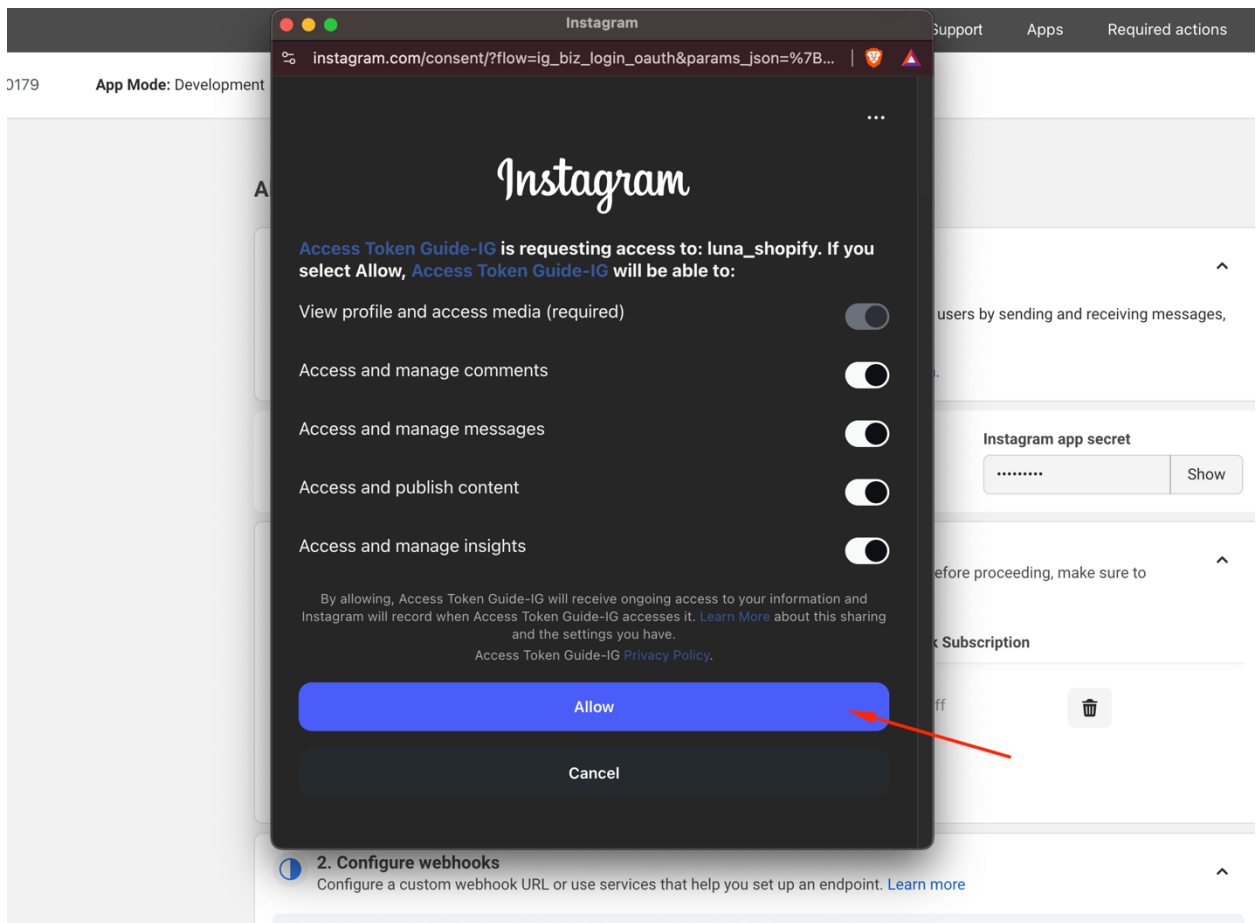 Instagram
Support Apps Required actions
instagram.com/consent/?flow=ig_biz_login_oauth&params_json=%7B...
0179 App Mode: Development
Instagram
Access Token Guide-IG is requesting access to: luna_shopify. If you
select Allow, Access Token Guide-IG will be able to:
View profile and access media (required)
users by sending and receiving messages,
Access and manage comments
Access and manage messages
Instagram app secret
•••••••••
Show
Access and publish content
Access and manage insights
before proceeding, make sure to
By allowing, Access Token Guide-IG will receive ongoing access to your information and
Instagram will record when Access Token Guide-IG accesses it. Learn More about this sharing
and the settings you have.
Access Token Guide-IG Privacy Policy.
Subscription
Allow
Cancel
2. Configure webhooks
Configure a custom webhook URL or use services that help you set up an endpoint. Learn more